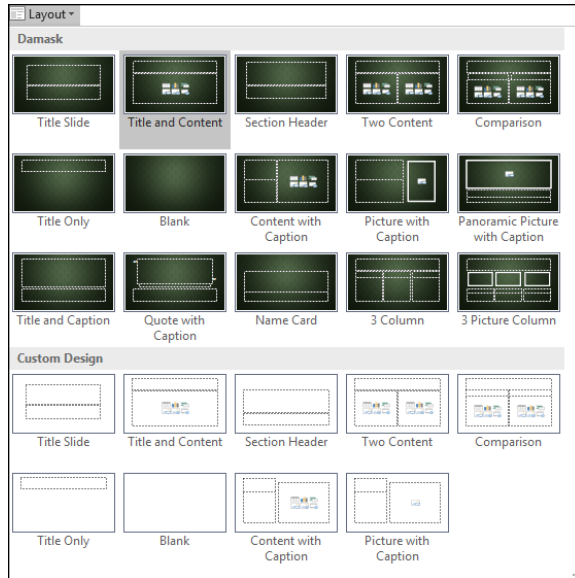 Layout
Damask
Title Slide
Title and Content
Section Header
Two Content
Comparison
Title Only
Blank
Content with
Caption
Picture with
Caption
Panoramic Picture
with Caption
Title and Caption
Quote with
Caption
Name Card
3 Column
3 Picture Column
Custom Design
Title Slide
Title and Content
Section Header
Two Content
Comparison
Title Only
Blank
Content with
Caption
Picture with
Caption